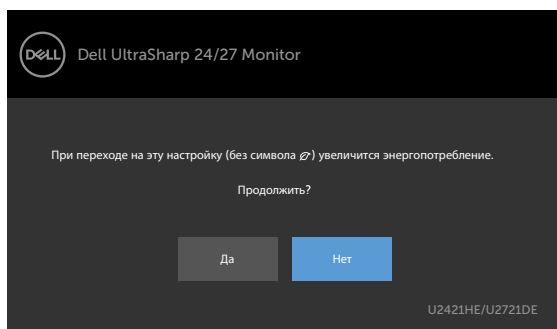 DELL
Dell UltraSharp 24/27 Monitor
При переходе на эту настройку (без символа ) увеличится энергопотребление.
Продолжить?
Да
Нет
U2421HE/U2721DE